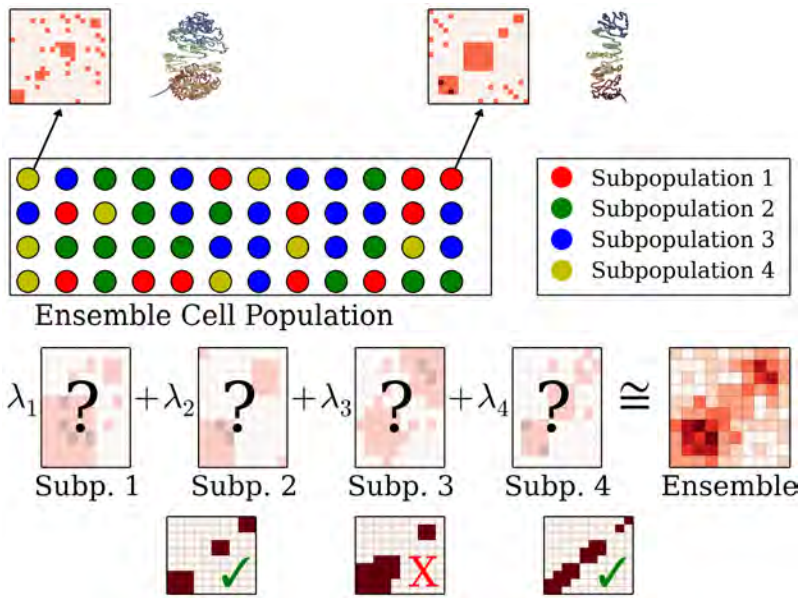 Subpopulation 1
Subpopulation 2
Subpopulation 3
Subpopulation 4
Ensemble Cell Population
λ1 ? + λ2 ? + λ3 ? + λ4 ? ≅
Subp. 1 Subp. 2 Subp. 3 Subp. 4 Ensemble
✓ X ✓